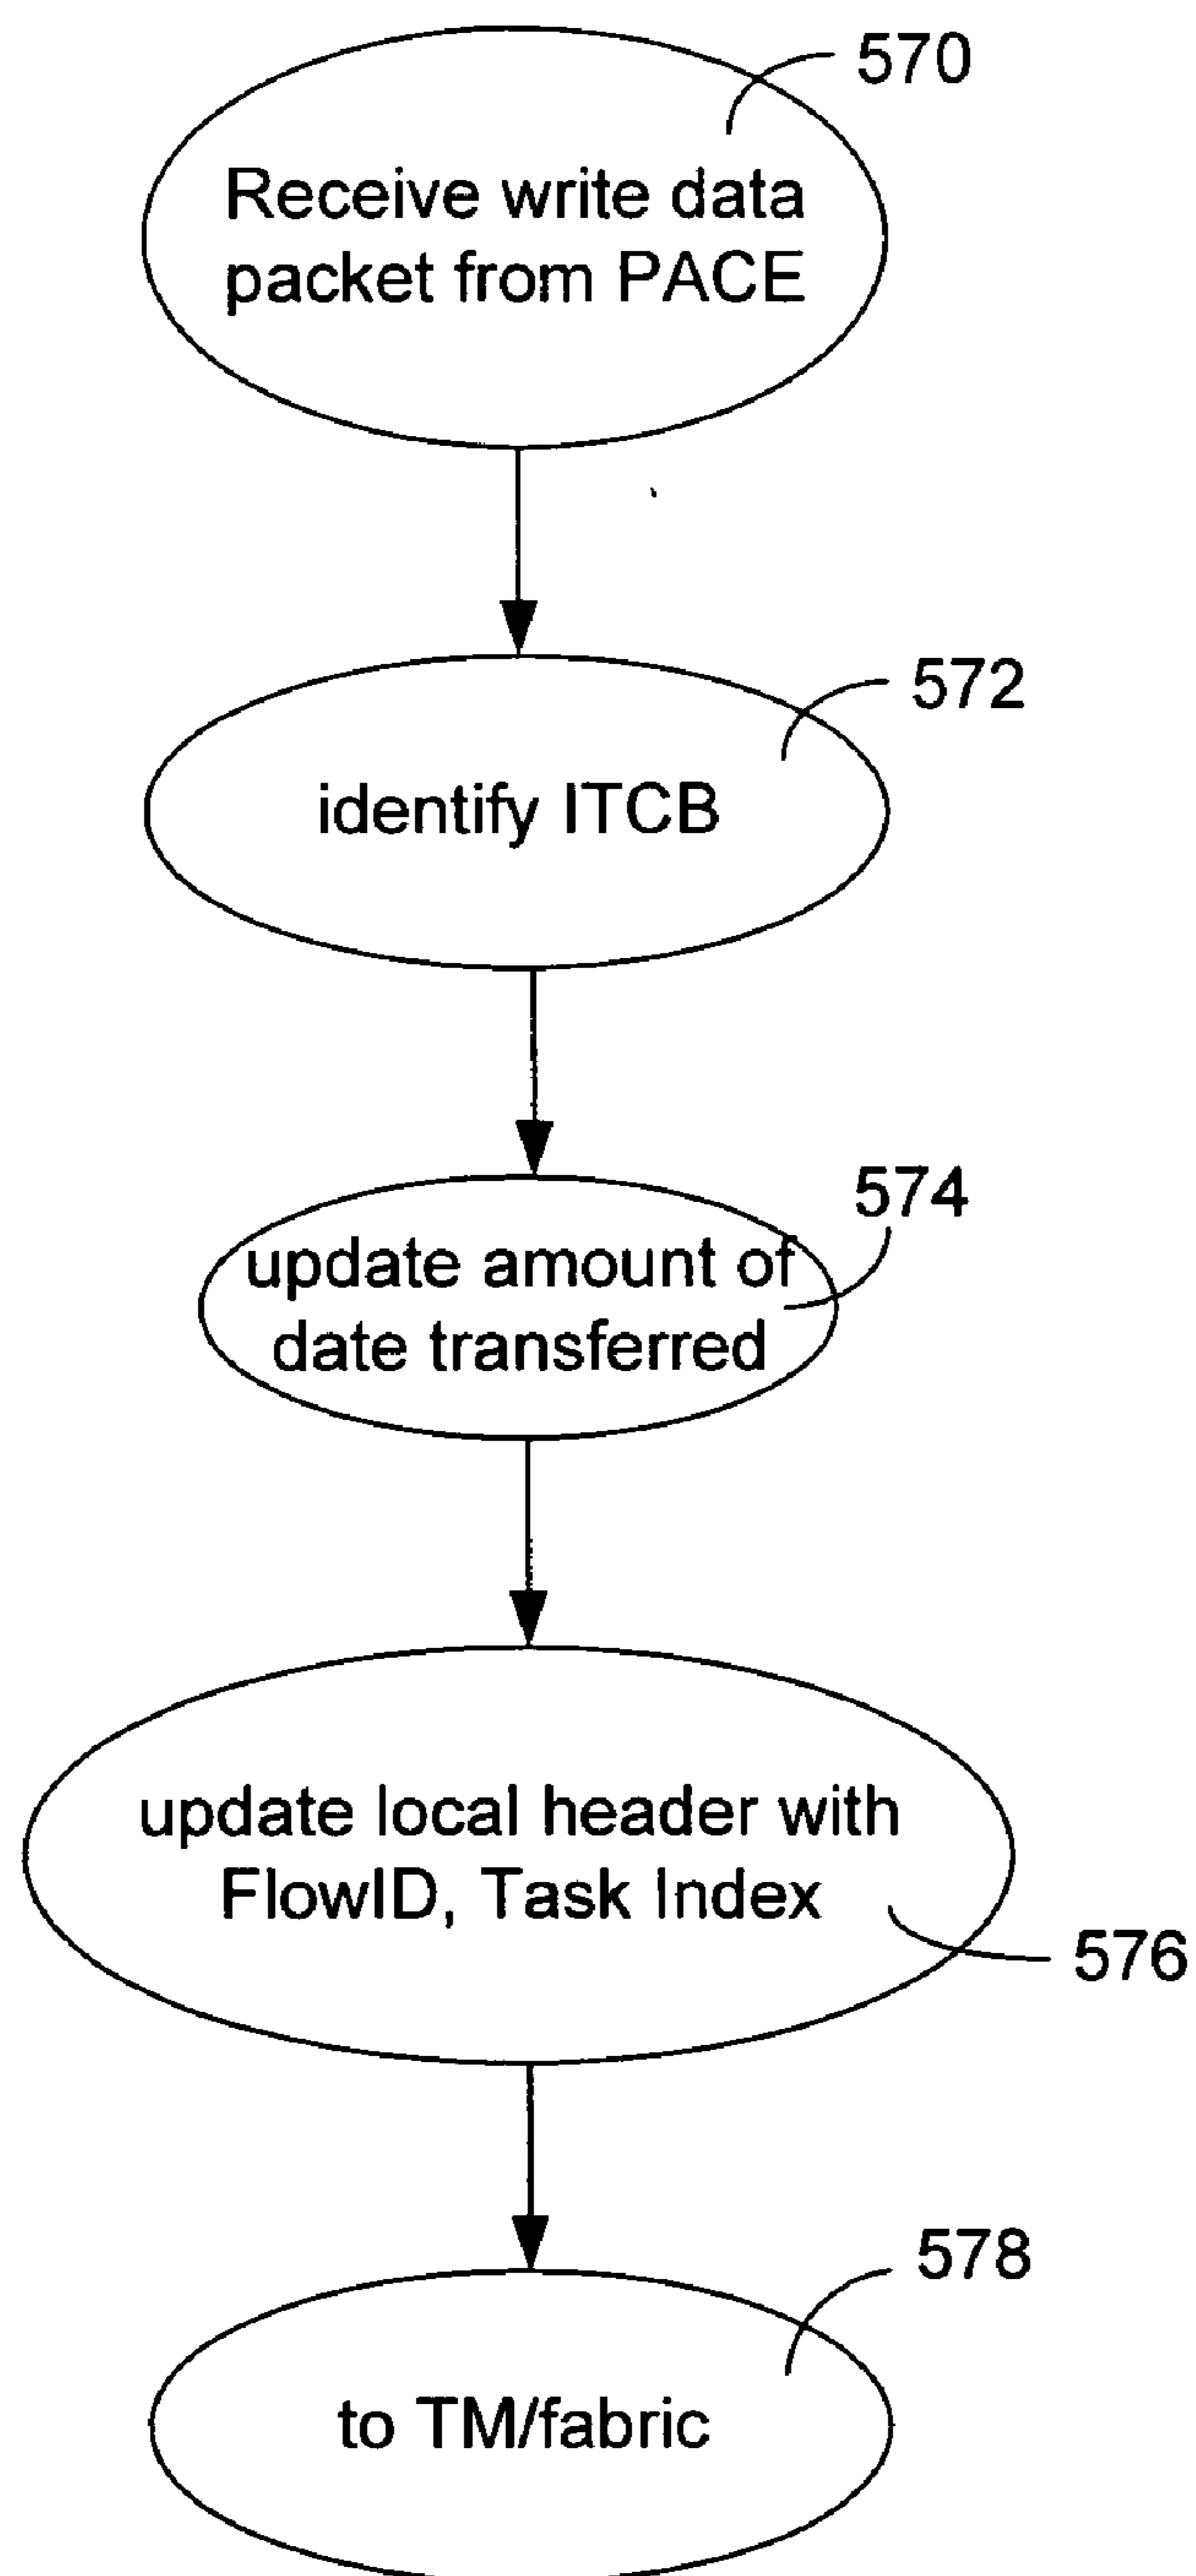 570
Receive write data
packet from PACE
572
identify ITCB
574
update amount of
date transferred
update local header with
FlowID, Task Index
576
578
to TM/fabric